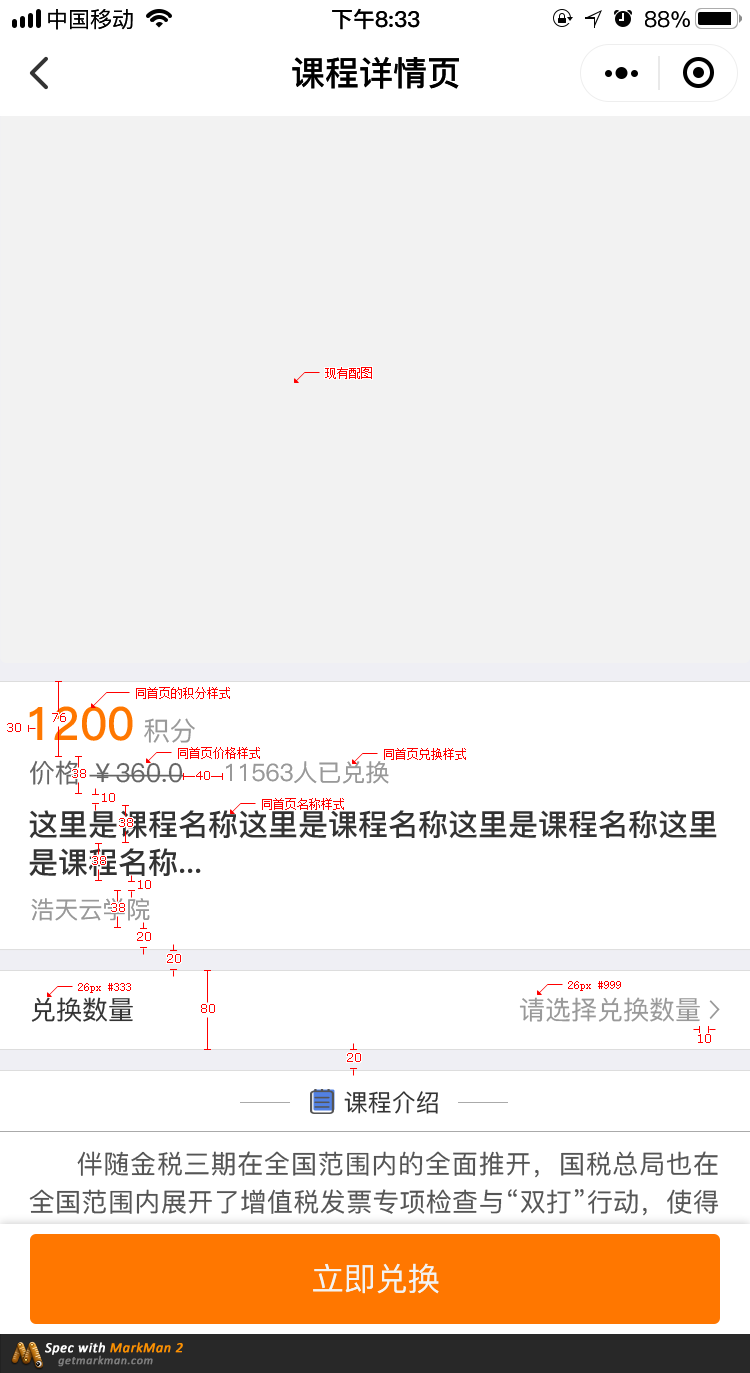 中国移动 下午8:33 88%
课程详情页
现有配图
同首页的积分样式
30 76 1200 积分
同首页价格样式 同首页兑换样式
价格 ¥360.0 38 40 11563人已兑换
10
同首页名称样式
这里是课程名称这里是课程名称这里是课程名称这里
38
是课程名称...
38
10
浩天云学院
38
20
20
26px #333 26px #999
兑换数量 80 请选择兑换数量
10
20
课程介绍
伴随金税三期在全国范围内的全面推开，国税总局也在
全国范围内展开了增值税发票专项检查与“双打”行动，使得
立即兑换
Spec with MarkMan 2
getmarkman.com